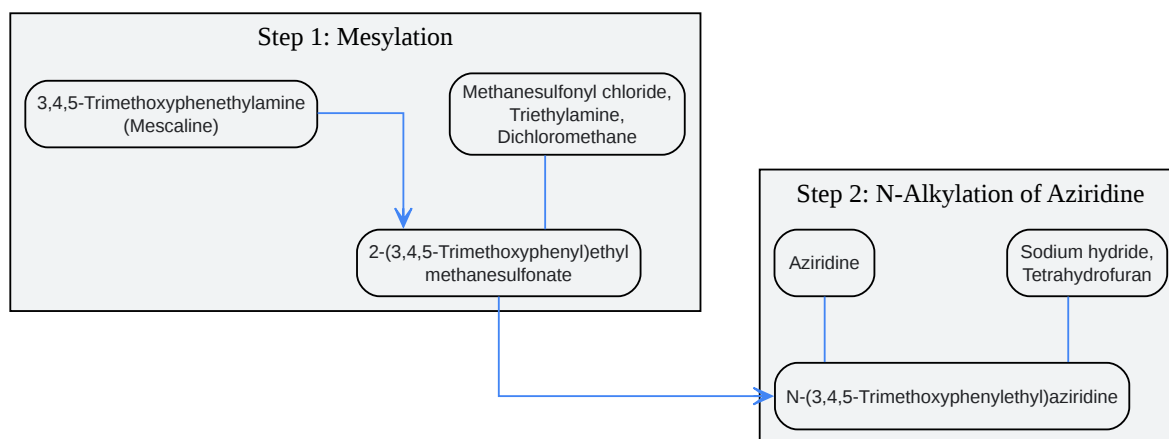 Step 1: Mesylation
3,4,5-Trimethoxyphenethylamine
(Mescaline)
Methanesulfonyl chloride,
Triethylamine,
Dichloromethane
2-(3,4,5-Trimethoxyphenyl)ethyl
methanesulfonate
Step 2: N-Alkylation of Aziridine
Aziridine
Sodium hydride,
Tetrahydrofuran
N-(3,4,5-Trimethoxyphenylethyl)aziridine